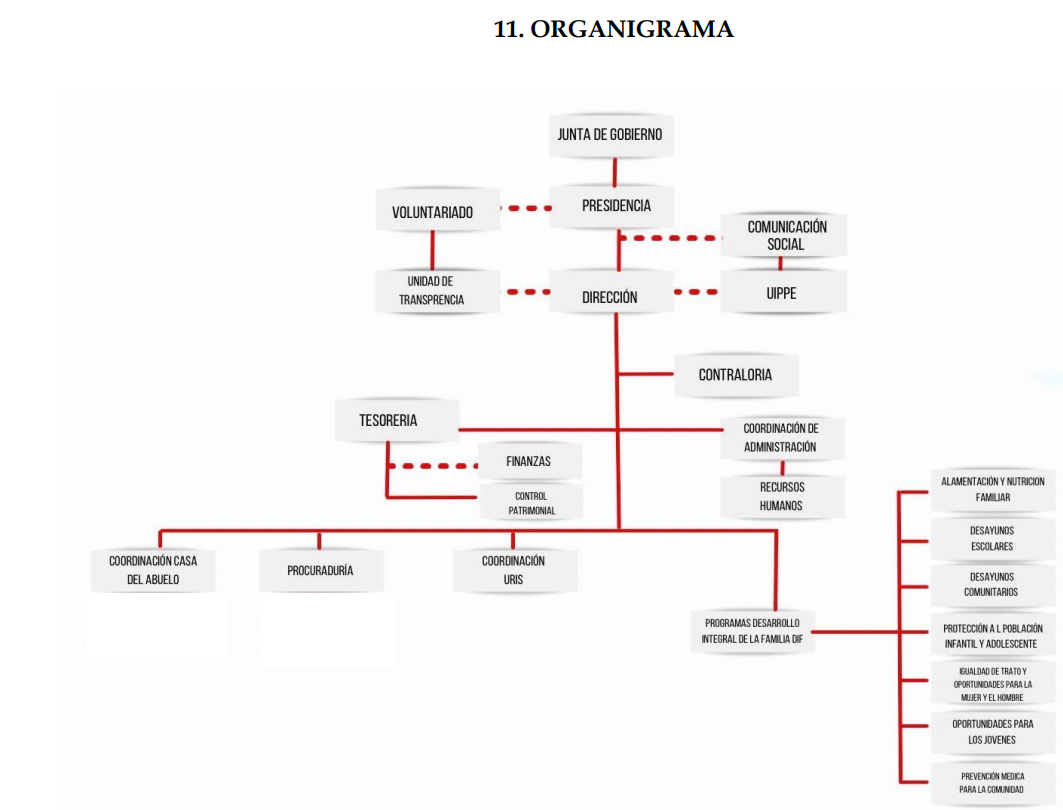 11. ORGANIGRAMA
JUNTA DE GOBIERNO
VOLUNTARIADO
PRESIDENCIA
COMUNICACIÓN
SOCIAL
UNIDAD DE
TRANSPRENCIA
DIRECCIÓN
UIPPE
CONTRALORIA
TESORERIA
COORDINACIÓN DE
ADMINISTRACIÓN
FINANZAS
CONTROL
PATRIMONIAL
RECURSOS
HUMANOS
COORDINACIÓN CASA
DEL ABUELO
PROCURADURÍA
COORDINACIÓN
URIS
PROGRAMAS DESARROLLO
INTEGRAL DE LA FAMILIA DIF
ALAMENTACIÓN Y NUTRICION
FAMILIAR
DESAYUNOS
ESCOLARES
DESAYUNOS
COMUNITARIOS
PROTECCIÓN A L POBLACIÓN
INFANTIL Y ADOLESCENTE
IGUALDAD DE TRATO Y
OPORTUNIDADES PARA LA
MUJER Y EL HOMBRE
OPORTUNIDADES PARA
LOS JOVENES
PREVENCIÓN MEDICA
PARA LA COMUNIDAD